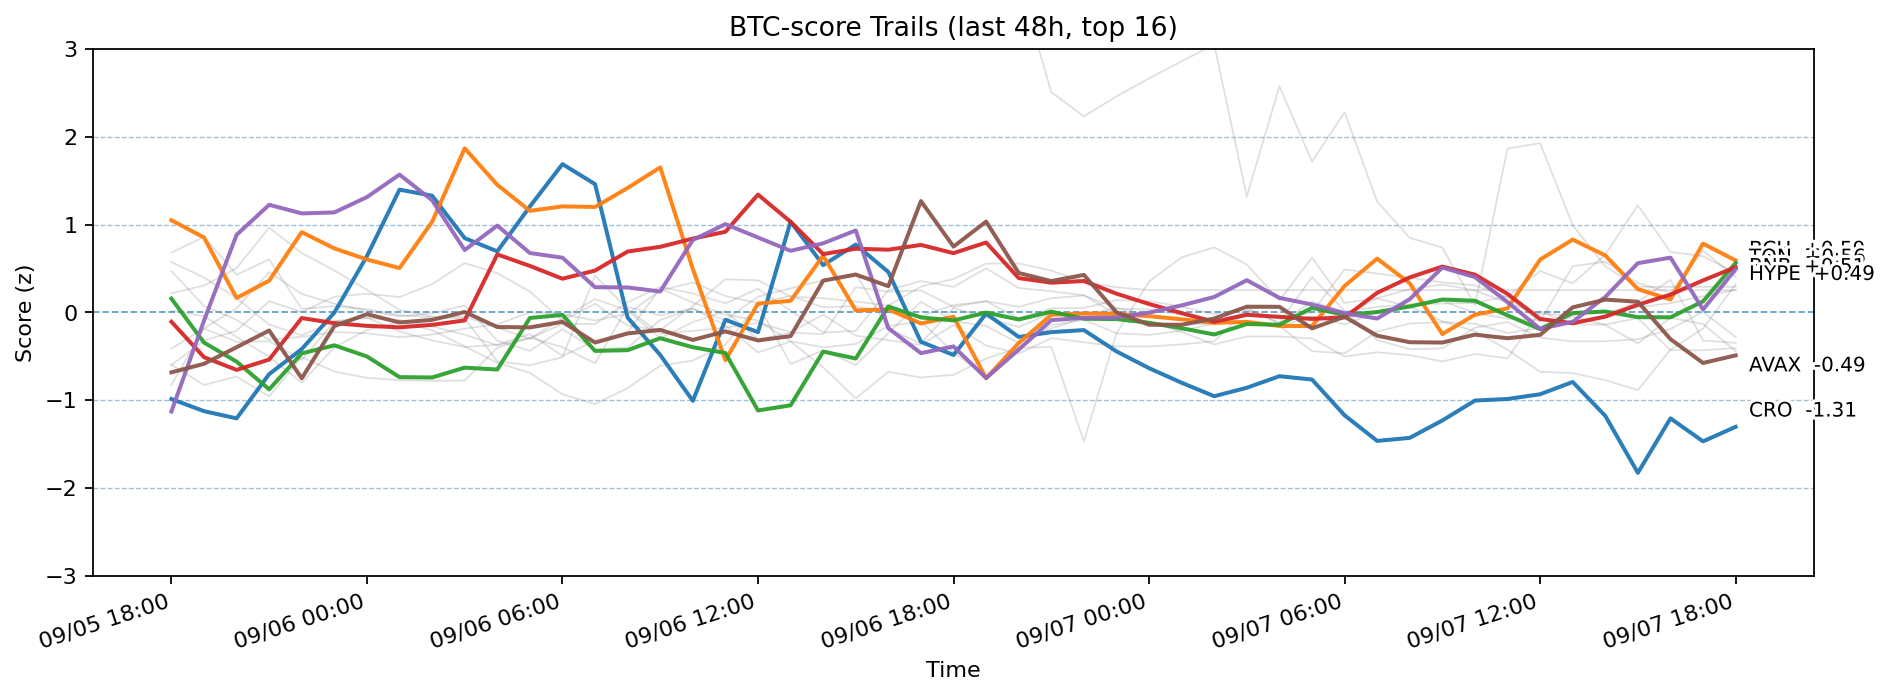 BTC-score Trails (last 48h, top 16)
Score (z)
3
2
1
0
−1
−2
−3
HYPE +0.49
AVAX -0.49
CRO -1.31
09/05 18:00
09/06 00:00
09/06 06:00
09/06 12:00
09/06 18:00
09/07 00:00
09/07 06:00
09/07 12:00
09/07 18:00
Time